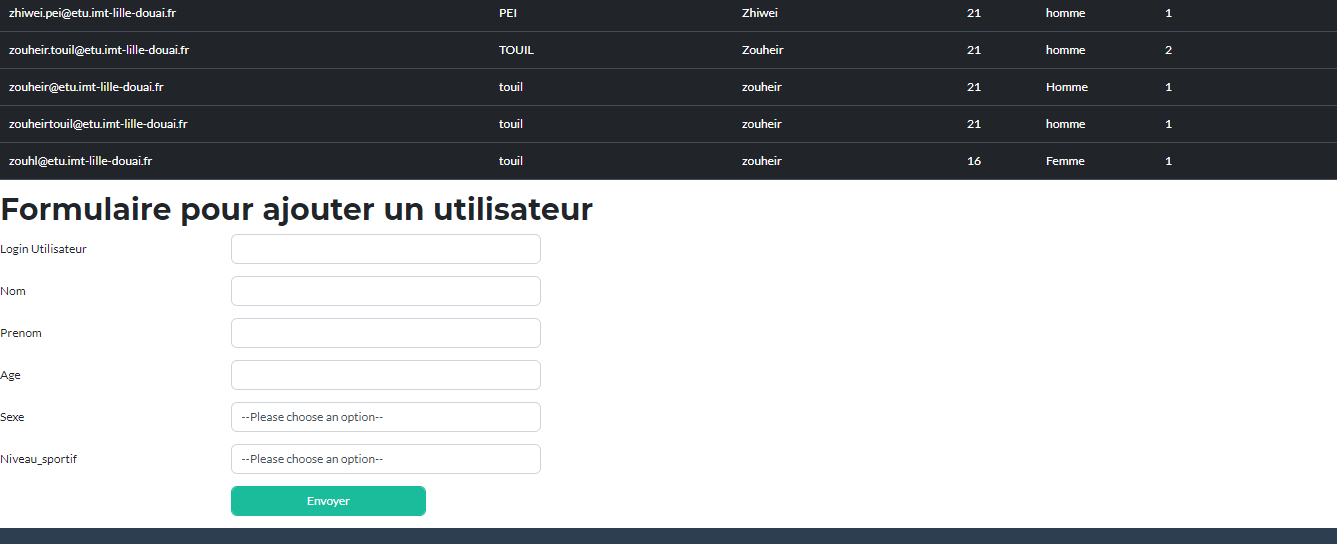 zhiwei.pei@etu.imt-lille-douai.fr PEI Zhiwei 21 homme 1
zouheir.touil@etu.imt-lille-douai.fr TOUIL Zouheir 21 homme 2
zouheir@etu.imt-lille-douai.fr touil zouheir 21 Homme 1
zouheirtouil@etu.imt-lille-douai.fr touil zouheir 21 homme 1
zouhl@etu.imt-lille-douai.fr touil zouheir 16 Femme 1
Formulaire pour ajouter un utilisateur
Login Utilisateur
Nom
Prenom
Age
Sexe --Please choose an option--
Niveau_sportif --Please choose an option--
Envoyer